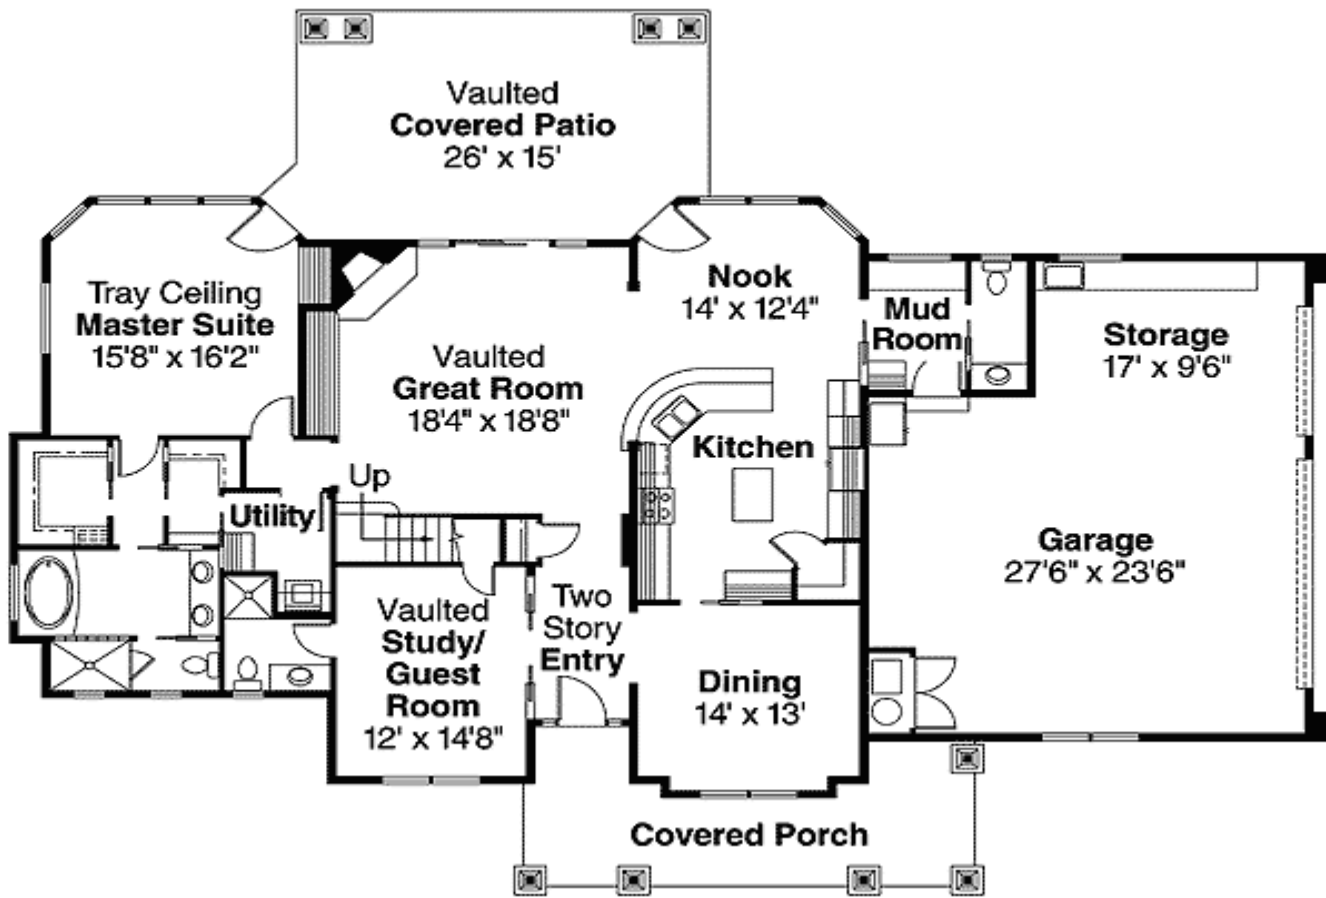 Vaulted
Covered Patio
26' x 15'
Tray Ceiling
Master Suite
15'8" x 16'2"
Vaulted
Great Room
18'4" x 18'8"
Nook
14' x 12'4"
Mud
Room
Storage
17' x 9'6"
Kitchen
Up
Utility
Garage
27'6" x 23'6"
Vaulted
Study/
Guest
Room
12' x 14'8"
Two
Story
Entry
Dining
14' x 13'
Covered Porch